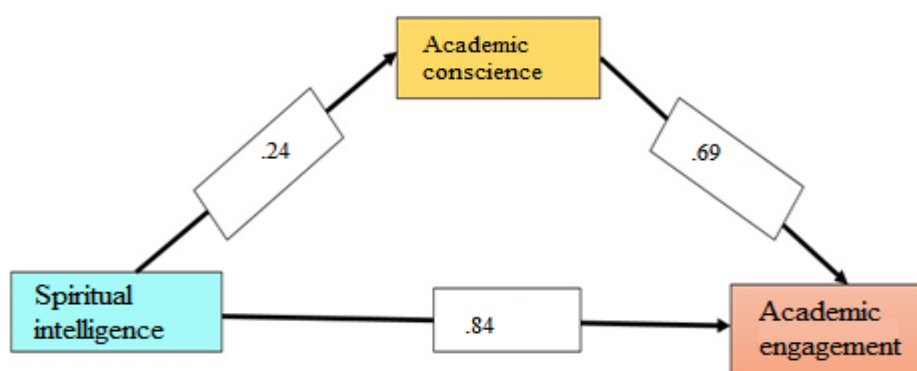 Academic
conscience
.24
.69
Spiritual
intelligence
.84
Academic
engagement